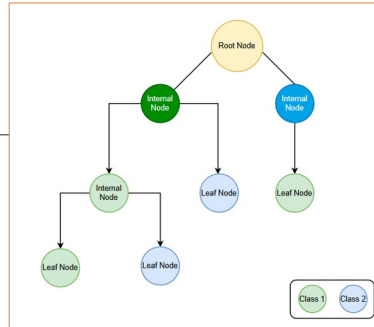 Root Node
Internal
Node
Internal
Node
Internal
Node
Leaf Node
Leaf Node
Leaf Node
Leaf Node
Class 1
Class 2